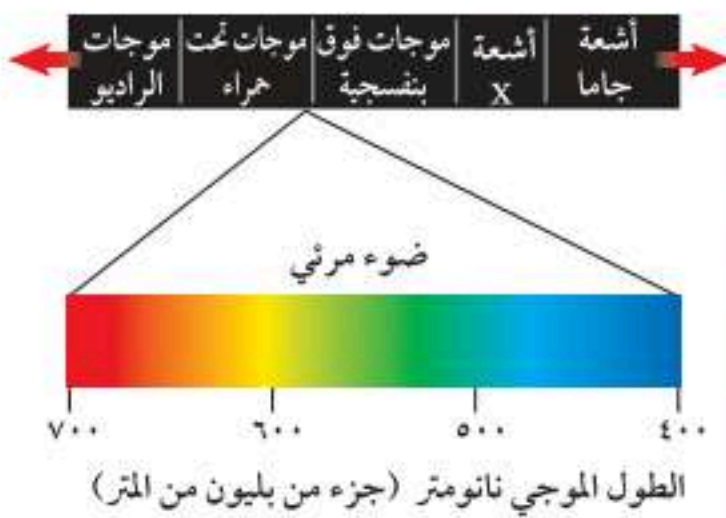 أشعة جاما
أشعة X
موجات فوق بنفسجية
موجات تحت حمراء
موجات الراديو
ضوء مرئي
٤٠٠
٥٠٠
٦٠٠
٧٠٠
الطول الموجي نانومتر (جزء من بليون من المتر)